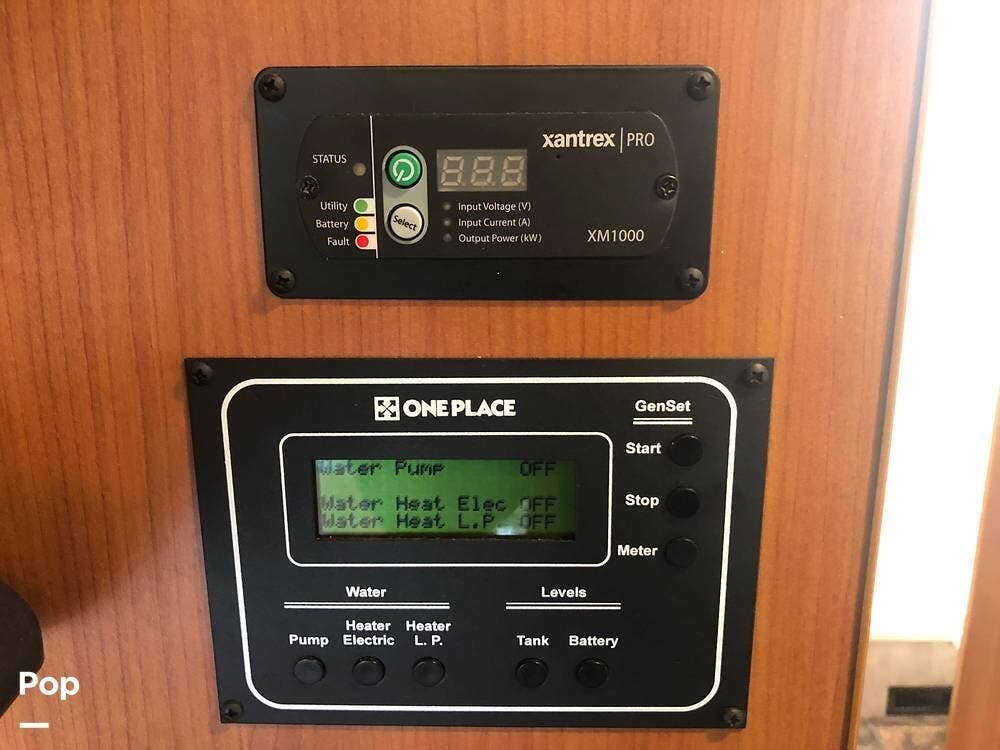 xantrex | PRO
STATUS
888
Utility
Battery
Fault
Select
Input Voltage (V)
Input Current (A)
Output Power (kW)
XM1000
ONE PLACE
GenSet
Start
Stop
Meter
Water Pump OFF
Water Heat Elec OFF
Water Heat L.P. OFF
Water
Pump
Heater Electric
Heater L. P.
Levels
Tank
Battery
Pop